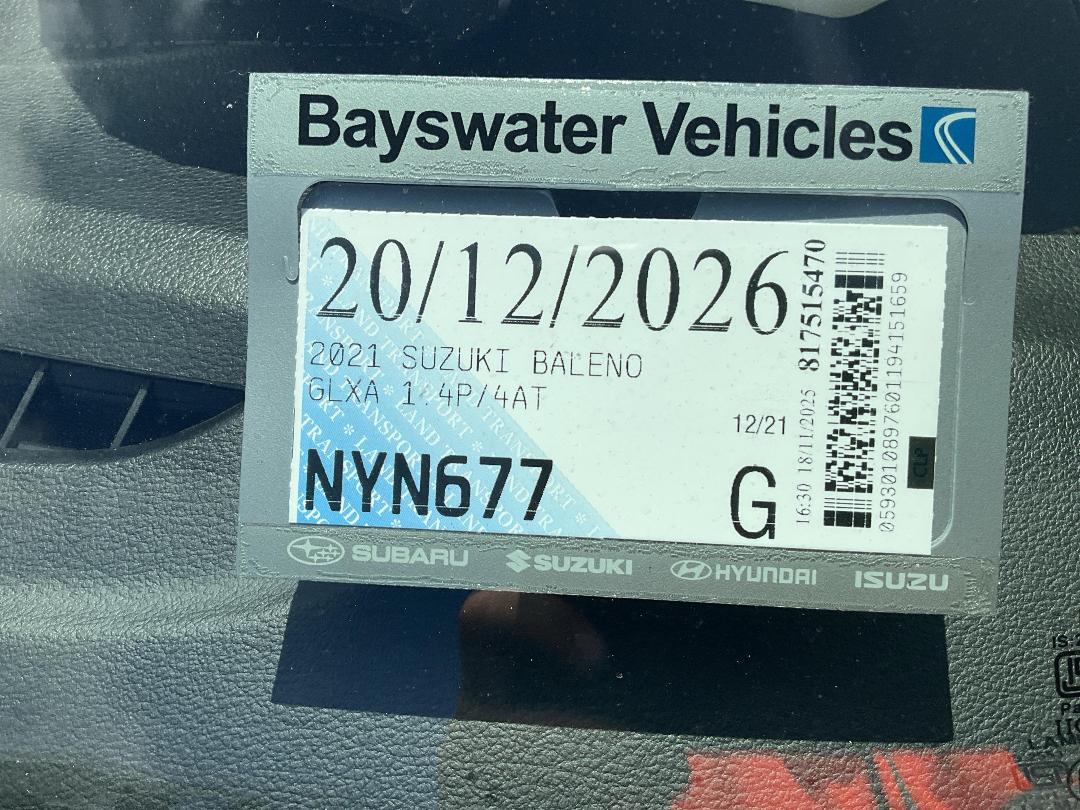 Bayswater Vehicles
20/12/2026
2021 SUZUKI BALENO
GLXA 1.4P/4AT
12/21
NYN677
G
16:30 18/11/2025 817515470
0593010897601194151659
CLP
SUBARU SUZUKI HYUNDAI ISUZU